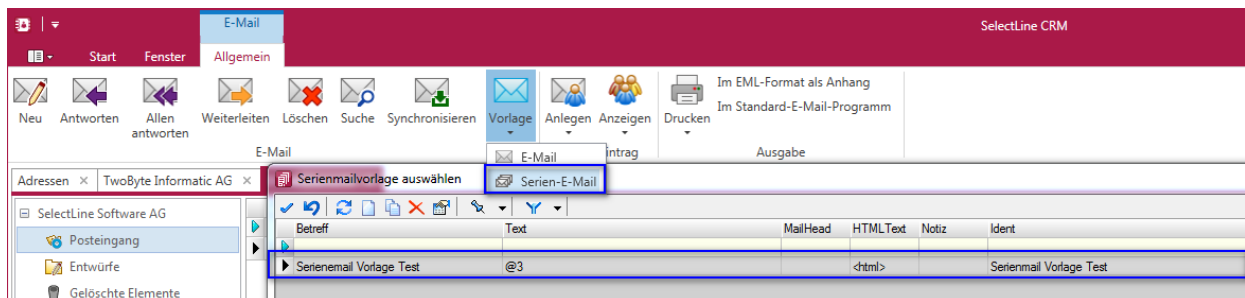 E-Mail
SelectLine CRM
Start Fenster Allgemein
Neu Antworten Allen antworten Weiterleiten Löschen Suche Synchronisieren Vorlage Anlegen Anzeigen Drucken
Im EML-Format als Anhang
Im Standard-E-Mail-Programm
E-Mail intrag Ausgabe
E-Mail
Serien-E-Mail
Adressen TwoByte Informatic AG
Serienmailvorlage auswählen
SelectLine Software AG
Posteingang
Entwürfe
Gelöschte Elemente
Betreff Text MailHead HTMLText Notiz Ident
Serienemail Vorlage Test @3 <html> Serienmail Vorlage Test